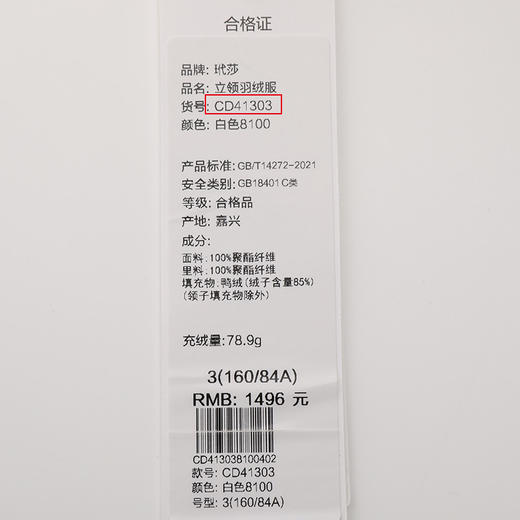 合格证
品牌: 玳莎
品名: 立领羽绒服
货号: CD41303
颜色: 白色8100
产品标准: GB/T14272-2021
安全类别: GB18401 C类
等级: 合格品
产地: 嘉兴
成分:
面料:100%聚酯纤维
里料:100%聚酯纤维
填充物:鸭绒(绒子含量85%)
(领子填充物除外)
充绒量: 78.9g
3(160/84A)
RMB: 1496 元
CD413038100402
款号: CD41303
颜色: 白色8100
号型: 3(160/84A)